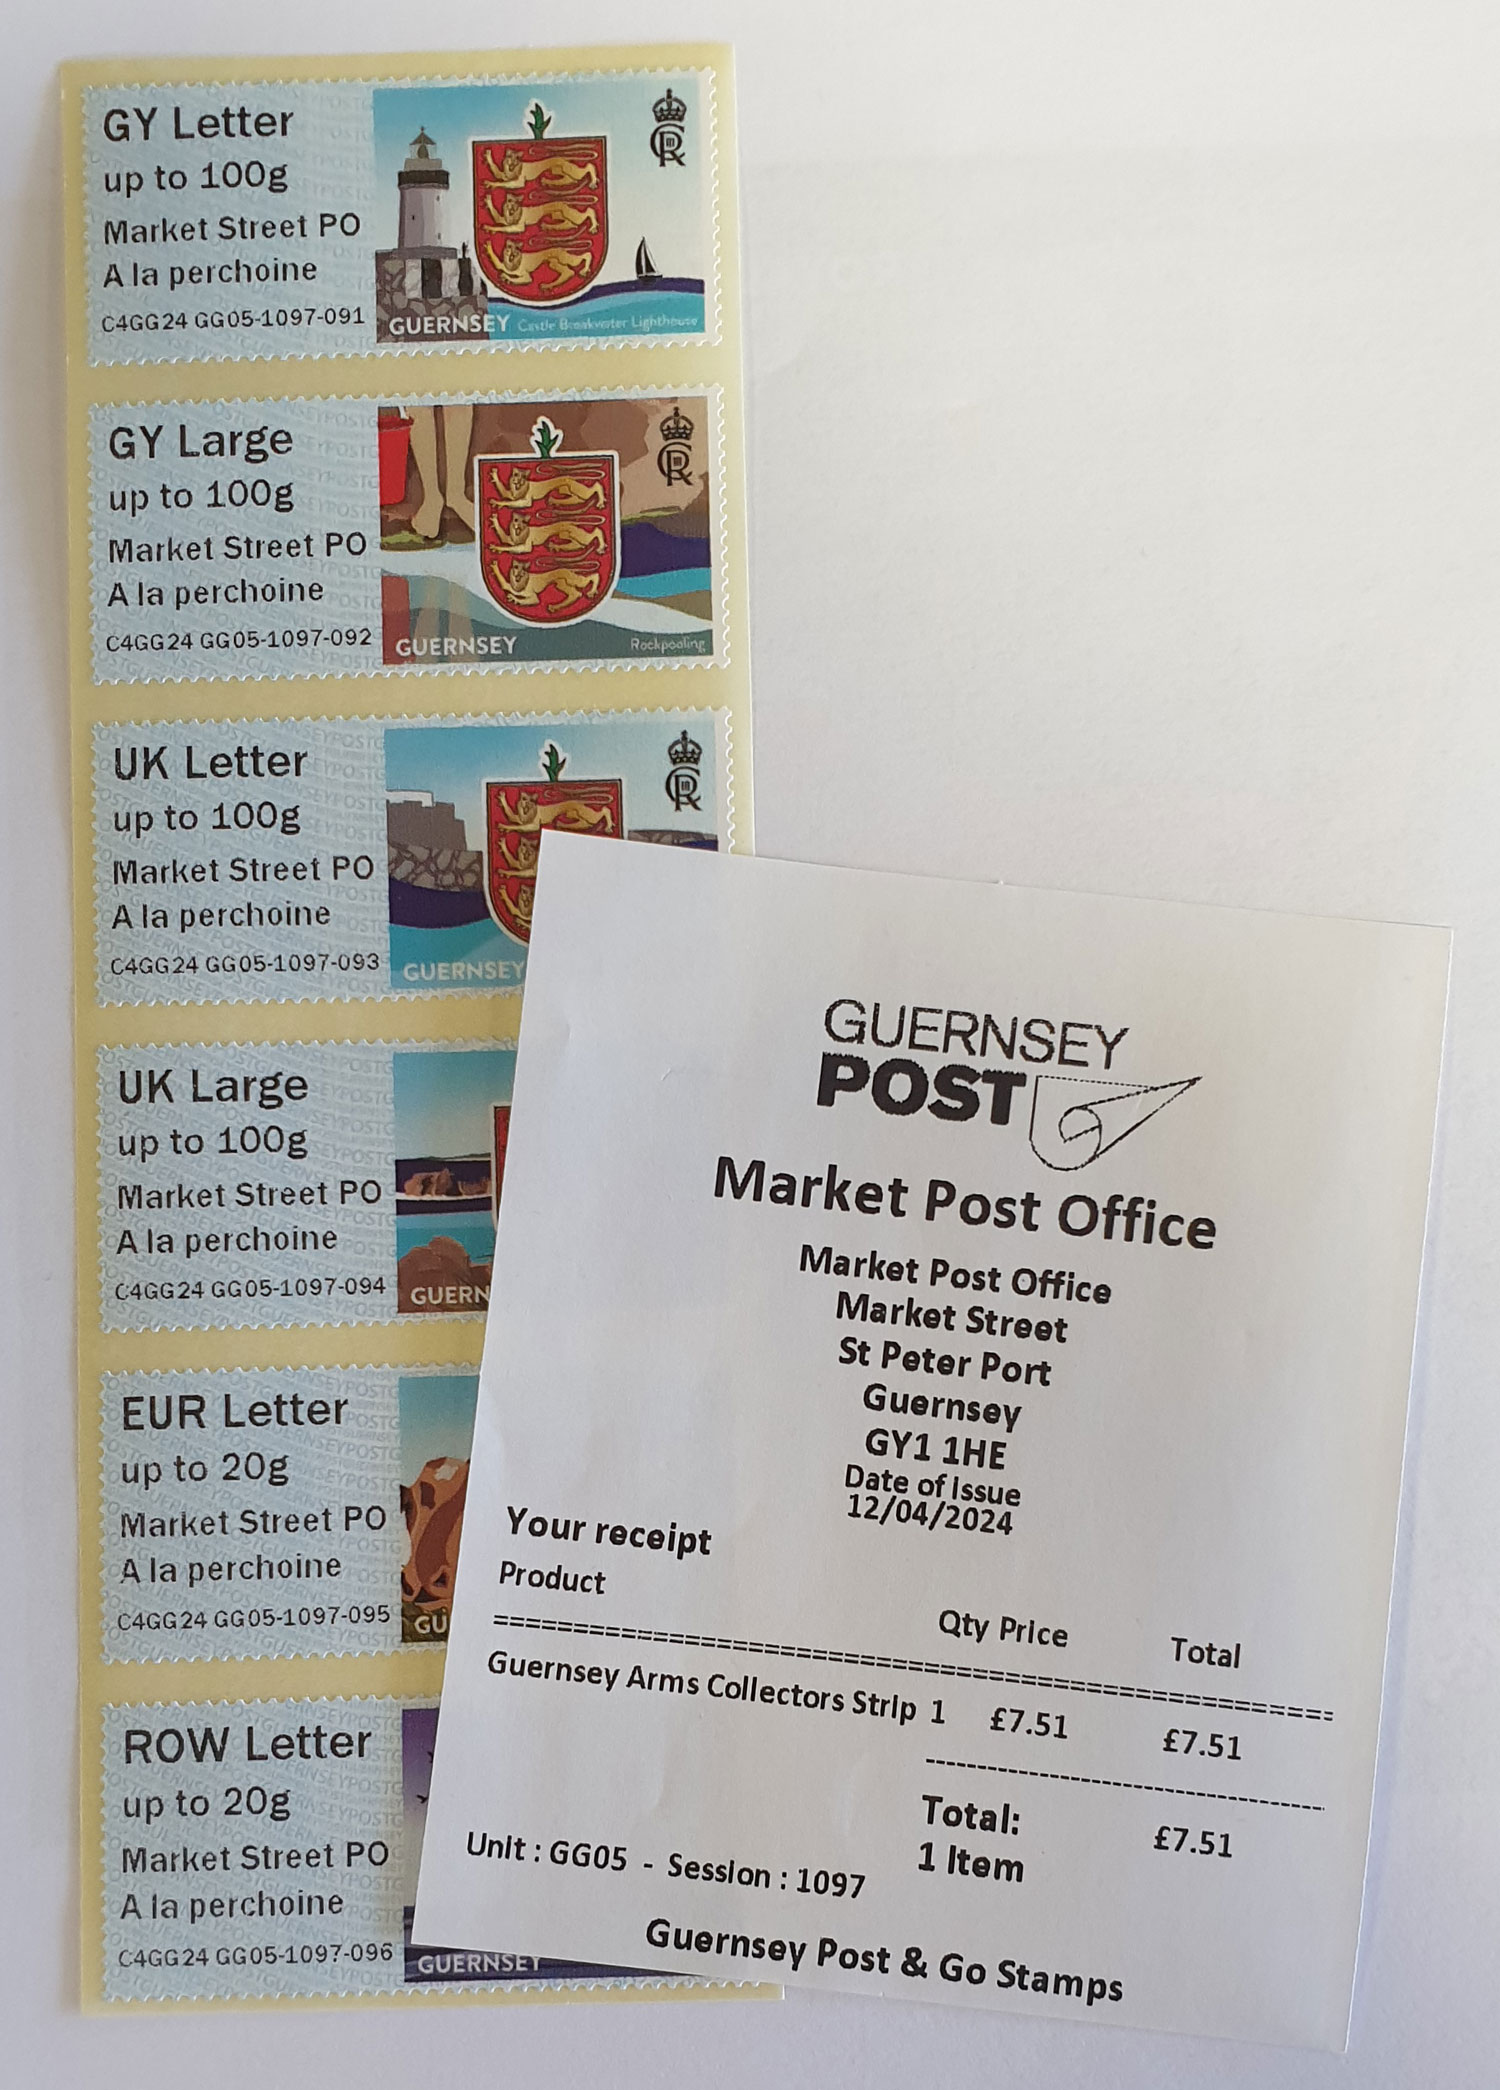 GY Letter
up to 100g
Market Street PO
A la perchoine
C4GG24 GG05-1097-091
GUERNSEY Castle Breakwater Lighthouse
GY Large
up to 100g
Market Street PO
A la perchoine
C4GG24 GG05-1097-092
GUERNSEY Rockpooling
UK Letter
up to 100g
Market Street PO
A la perchoine
C4GG24 GG05-1097-093
GUERNSEY
UK Large
up to 100g
Market Street PO
A la perchoine
C4GG24 GG05-1097-094
GUERN
EUR Letter
up to 20g
Market Street PO
A la perchoine
C4GG24 GG05-1097-095
GU
ROW Letter
up to 20g
Market Street PO
A la perchoine
C4GG24 GG05-1097-096
GUERNSEY
GUERNSEY
POST
Market Post Office
Market Post Office
Market Street
St Peter Port
Guernsey
GY1 1HE
Date of Issue
12/04/2024
Your receipt
Product Qty Price Total
Guernsey Arms Collectors Strip 1 £7.51 £7.51
Total: £7.51
1 Item
Unit : GG05 - Session : 1097
Guernsey Post & Go Stamps